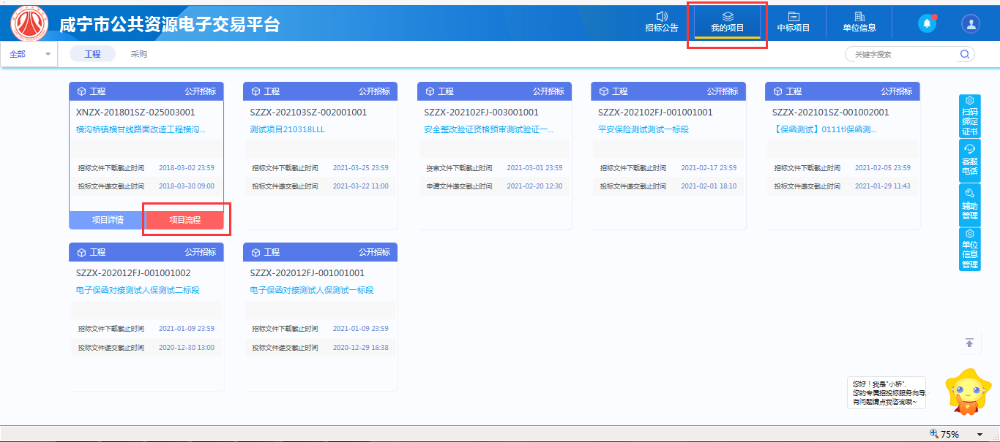 咸宁市公共资源电子交易平台
招标公告
我的项目
中标项目
单位信息
全部
工程
采购
关键字搜索
工程 公开招标
XNZX-201801SZ-025003001
横沟桥镇横甘线路面改造工程横沟...
招标文件下载截止时间 2018-03-02 23:59
投标文件递交截止时间 2018-03-30 09:00
项目详情 项目流程
工程 公开招标
SZZX-202103SZ-002001001
测试项目210318LLL
招标文件下载截止时间 2021-03-25 23:59
投标文件递交截止时间 2021-03-22 11:00
工程 公开招标
SZZX-202102FJ-003001001
安全整改验证资格预审测试验证一...
资审文件下载截止时间 2021-03-01 23:59
申请文件递交截止时间 2021-02-20 12:30
工程 公开招标
SZZX-202102FJ-001001001
平安保险测试测试一标段
招标文件下载截止时间 2021-02-17 23:59
投标文件递交截止时间 2021-02-01 18:10
工程 公开招标
SZZX-202101SZ-001002001
【保函测试】0111tl保函测...
招标文件下载截止时间 2021-02-05 23:59
投标文件递交截止时间 2021-01-29 11:43
工程 公开招标
SZZX-202012FJ-001001002
电子保函对接测试人保测试二标段
招标文件下载截止时间 2021-01-09 23:59
投标文件递交截止时间 2020-12-30 13:00
工程 公开招标
SZZX-202012FJ-001001001
电子保函对接测试人保测试一标段
招标文件下载截止时间 2021-01-09 23:59
投标文件递交截止时间 2020-12-29 16:38
扫码
绑定
证书
客服
电话
辅助
管理
单位
信息
管理
您好！我是"小桥",
您的专属招投标服务向导,
有问题请点我咨询哦~
75%